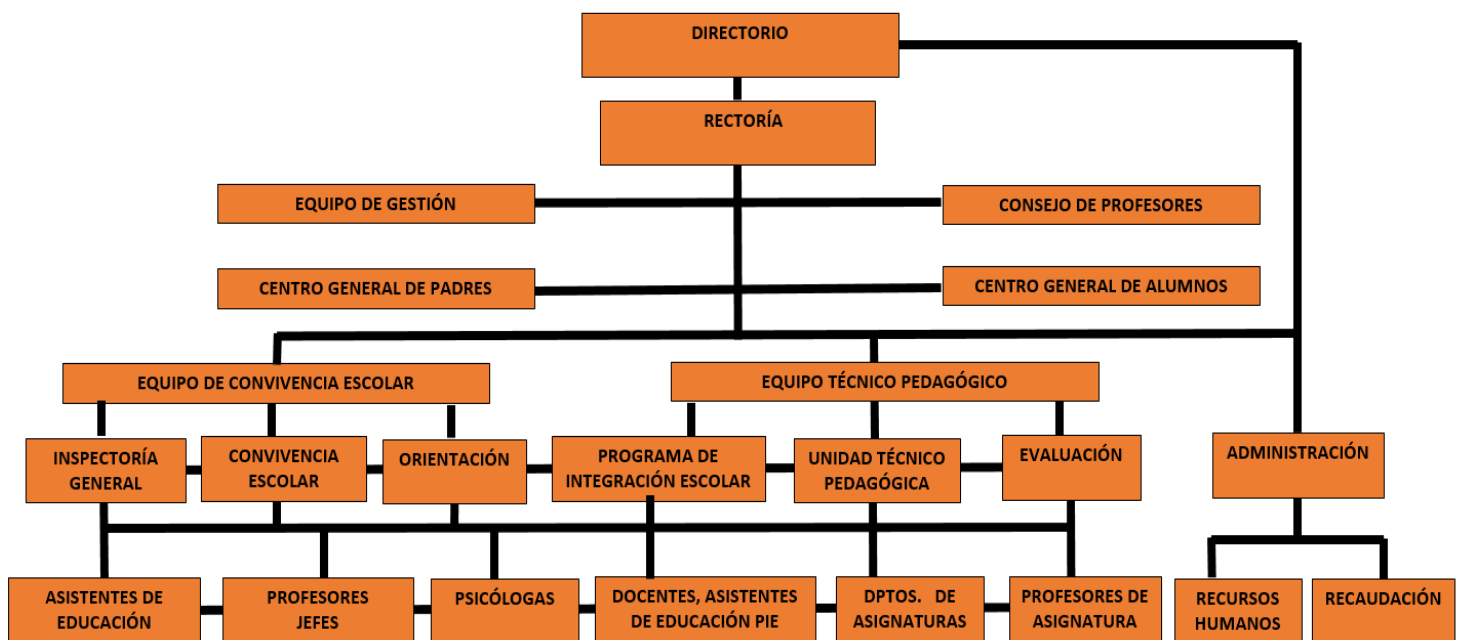 DIRECTORIO
RECTORÍA
EQUIPO DE GESTIÓN
CONSEJO DE PROFESORES
CENTRO GENERAL DE PADRES
CENTRO GENERAL DE ALUMNOS
EQUIPO DE CONVIVENCIA ESCOLAR
EQUIPO TÉCNICO PEDAGÓGICO
INSPECTORÍA
GENERAL
CONVIVENCIA
ESCOLAR
ORIENTACIÓN
PROGRAMA DE
INTEGRACIÓN ESCOLAR
UNIDAD TÉCNICO
PEDAGÓGICA
EVALUACIÓN
ADMINISTRACIÓN
ASISTENTES DE
EDUCACIÓN
PROFESORES
JEFES
PSICÓLOGAS
DOCENTES, ASISTENTES
DE EDUCACIÓN PIE
DPTOS. DE
ASIGNATURAS
PROFESORES DE
ASIGNATURA
RECURSOS
HUMANOS
RECAUDACIÓN